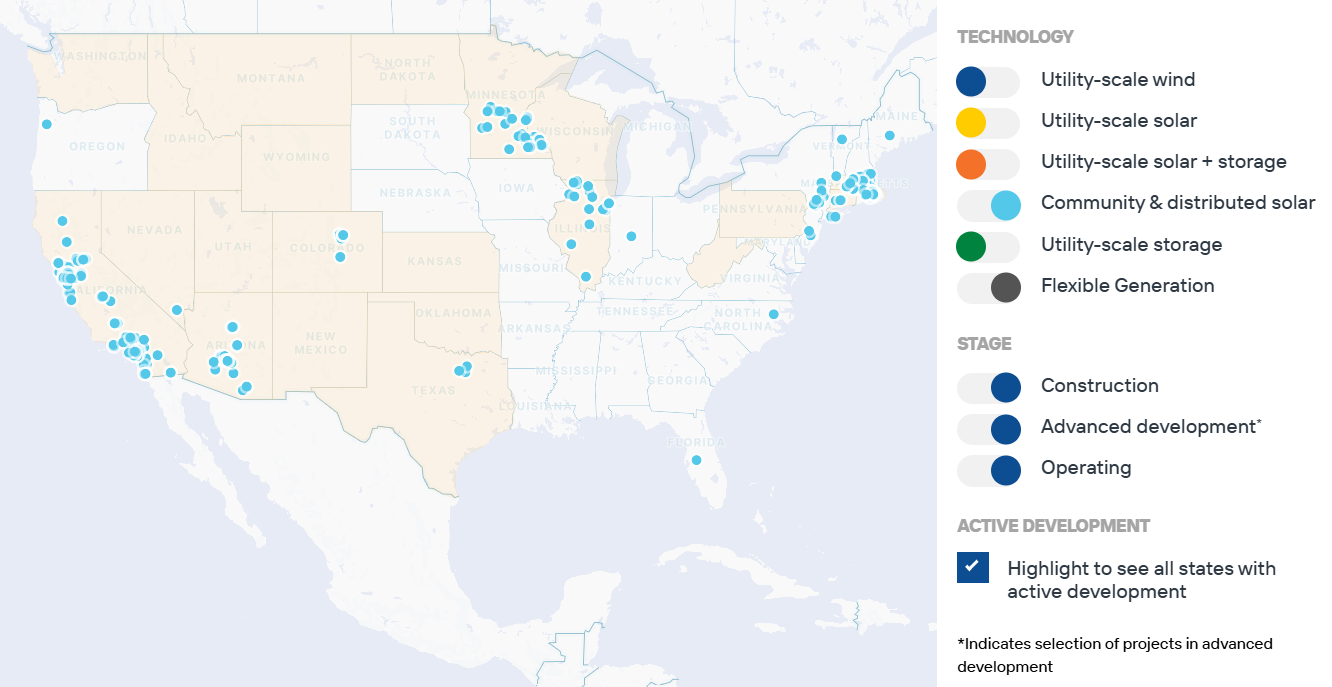 WASHINGTON
MONTANA
NORTH
DAKOTA
MINNESOTA
OREGON
IDAHO
SOUTH
DAKOTA
WISCONSIN
MICHIGAN
VERMONT
MAINE
WYOMING
NEBRASKA
IOWA
PENNSYLVANIA
NEVADA
UTAH
COLORADO
KANSAS
MISSOURI
KENTUCKY
VIRGINIA
MARYLAND
OKLAHOMA
ARKANSAS
TENNESSEE
NORTH
CAROLINA
NEW
MEXICO
TEXAS
MISSISSIPPI
GEORGIA
LOUISIANA
FLORIDA
TECHNOLOGY
Utility-scale wind
Utility-scale solar
Utility-scale solar + storage
Community & distributed solar
Utility-scale storage
Flexible Generation
STAGE
Construction
Advanced development*
Operating
ACTIVE DEVELOPMENT
Highlight to see all states with
active development
*Indicates selection of projects in advanced
development